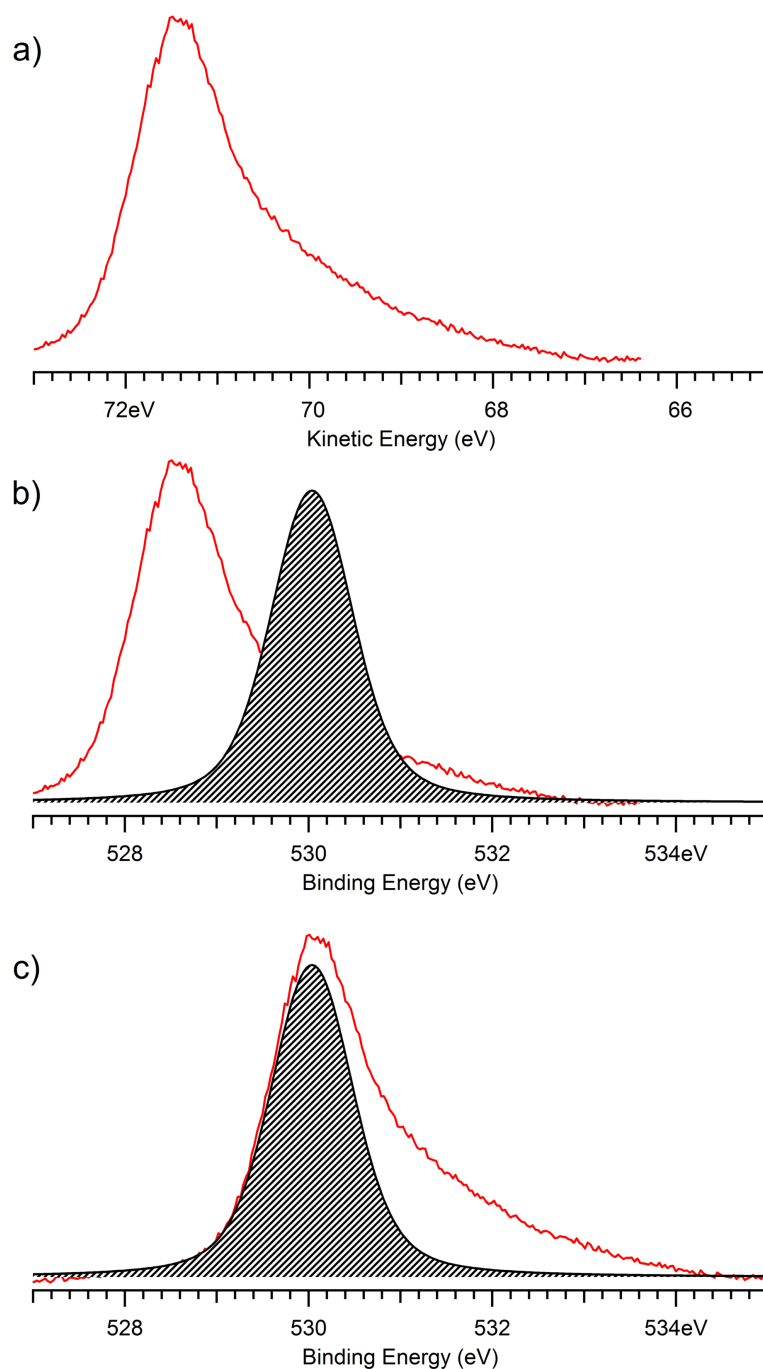 a)
72eV 70 68 66
Kinetic Energy (eV)
b)
528 530 532 534eV
Binding Energy (eV)
c)
528 530 532 534eV
Binding Energy (eV)